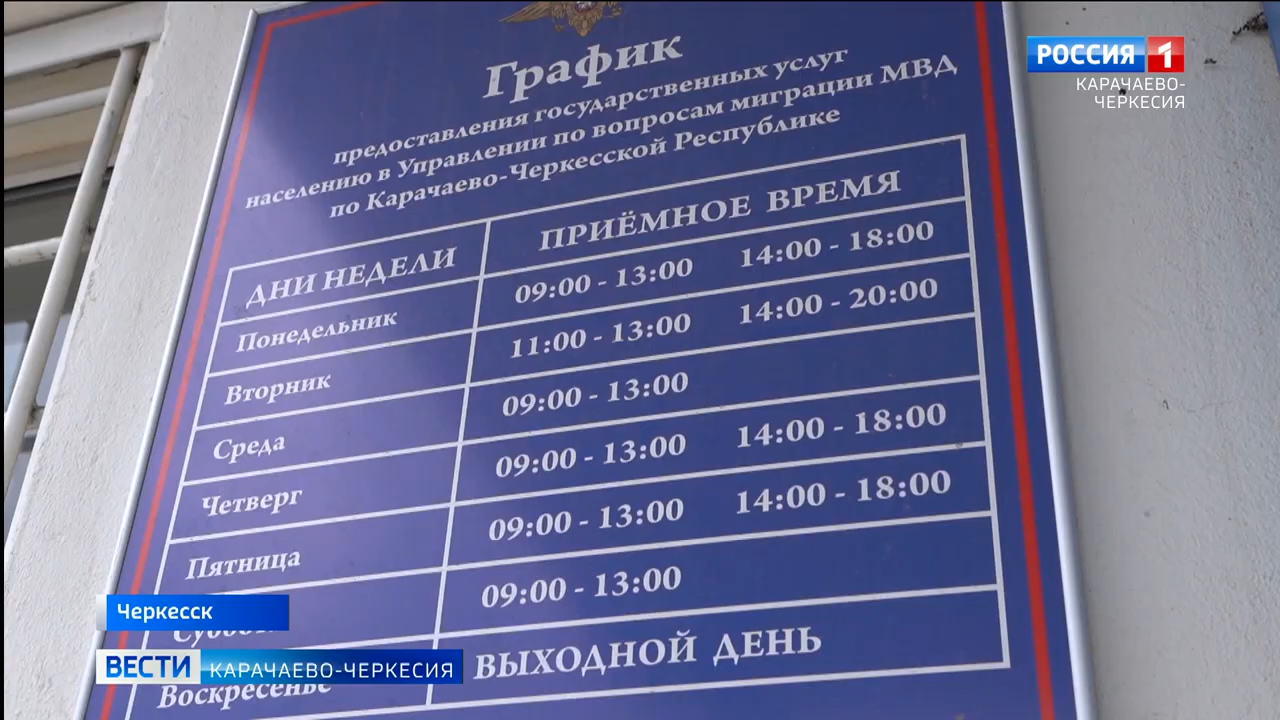 РОССИЯ 1
КАРАЧАЕВО-
ЧЕРКЕСИЯ
График
предоставления государственных услуг
населению в Управлении по вопросам миграции МВД
по Карачаево-Черкесской Республике
ДНИ НЕДЕЛИ ПРИЁМНОЕ ВРЕМЯ
Понедельник 09:00 - 13:00 14:00 - 18:00
Вторник 11:00 - 13:00 14:00 - 20:00
Среда 09:00 - 13:00
Четверг 09:00 - 13:00 14:00 - 18:00
Пятница 09:00 - 13:00 14:00 - 18:00
Суббота 09:00 - 13:00
Воскресенье ВЫХОДНОЙ ДЕНЬ
Черкесск
ВЕСТИ КАРАЧАЕВО-ЧЕРКЕСИЯ